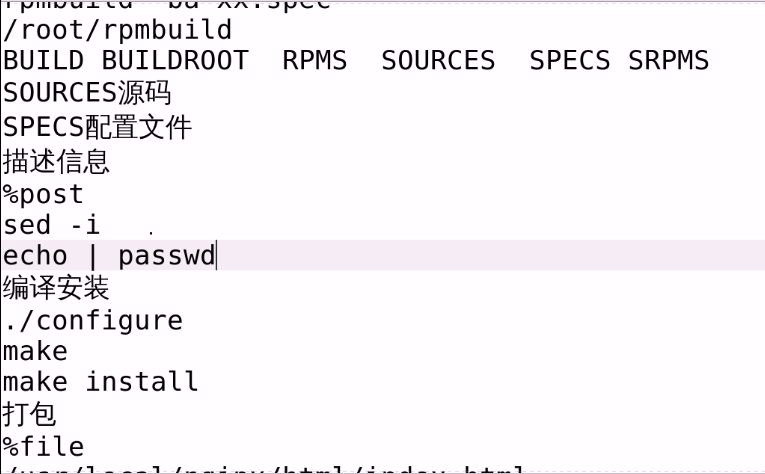 rpmbuild -ba xx.spec
/root/rpmbuild
BUILD BUILDROOT  RPMS  SOURCES  SPECS SRPMS
SOURCES源码
SPECS配置文件
描述信息
%post
sed -i   .
echo | passwd
编译安装
./configure
make
make install
打包
%file
/usr/local/nginx/html/index.html